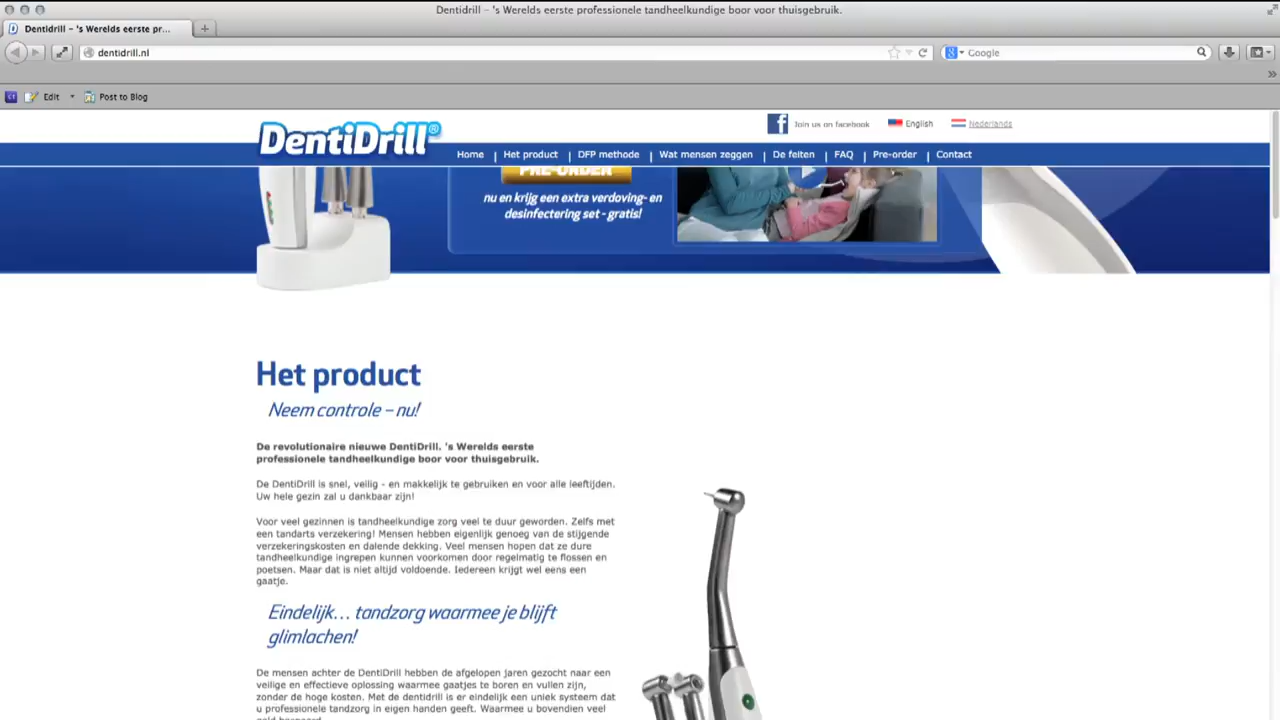 Dentidrill – 's Werelds eerste professionele tandheelkundige boor voor thuisgebruik.
Dentidrill – 's Werelds eerste pr...
dentidrill.nl
Google
Edit
Post to Blog
DentiDrill®
Join us on facebook
English
Nederlands
Home | Het product | DFP methode | Wat mensen zeggen | De feiten | FAQ | Pre-order | Contact
PRE-ORDER
nu en krijg een extra verdoving- en
desinfectering set - gratis!
Het product
Neem controle – nu!
De revolutionaire nieuwe DentiDrill. 's Werelds eerste
professionele tandheelkundige boor voor thuisgebruik.
De DentiDrill is snel, veilig - en makkelijk te gebruiken en voor alle leeftijden.
Uw hele gezin zal u dankbaar zijn!
Voor veel gezinnen is tandheelkundige zorg veel te duur geworden. Zelfs met
een tandarts verzekering! Mensen hebben eigenlijk genoeg van de stijgende
verzekeringskosten en dalende dekking. Veel mensen hopen dat ze dure
tandheelkundige ingrepen kunnen voorkomen door regelmatig te flossen en
poetsen. Maar dat is niet altijd voldoende. Iedereen krijgt wel eens een
gaatje.
Eindelijk... tandzorg waarmee je blijft
glimlachen!
De mensen achter de DentiDrill hebben de afgelopen jaren gezocht naar een
veilige en effectieve oplossing waarmee gaatjes te boren en vullen zijn,
zonder de hoge kosten. Met de dentidrill is er eindelijk een uniek systeem dat
u professionele tandzorg in eigen handen geeft. Waarmee u bovendien veel